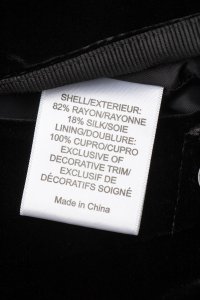 SHELL/EXTERIEUR:
82% RAYON/RAYONNE
18% SILK/SOIE
LINING/DOUBLURE:
100% CUPRO/CUPRO
EXCLUSIVE OF
DECORATIVE TRIM/
EXCLUSIF DE
DÉCORATIFS SOIGNÉ
Made in China